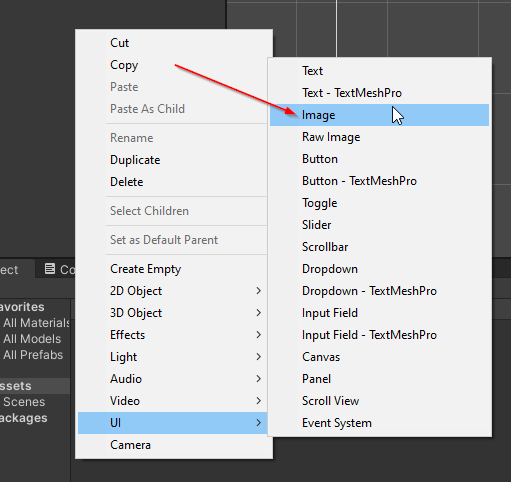 Cut
Copy
Paste
Paste As Child
Rename
Duplicate
Delete
Select Children
Set as Default Parent
Create Empty
2D Object
3D Object
Effects
Light
Audio
Video
UI
Camera
Text
Text - TextMeshPro
Image
Raw Image
Button
Button - TextMeshPro
Toggle
Slider
Scrollbar
Dropdown
Dropdown - TextMeshPro
Input Field
Input Field - TextMeshPro
Canvas
Panel
Scroll View
Event System
ect
Co
avorites
All Materials
All Models
All Prefabs
ssets
Scenes
ackages